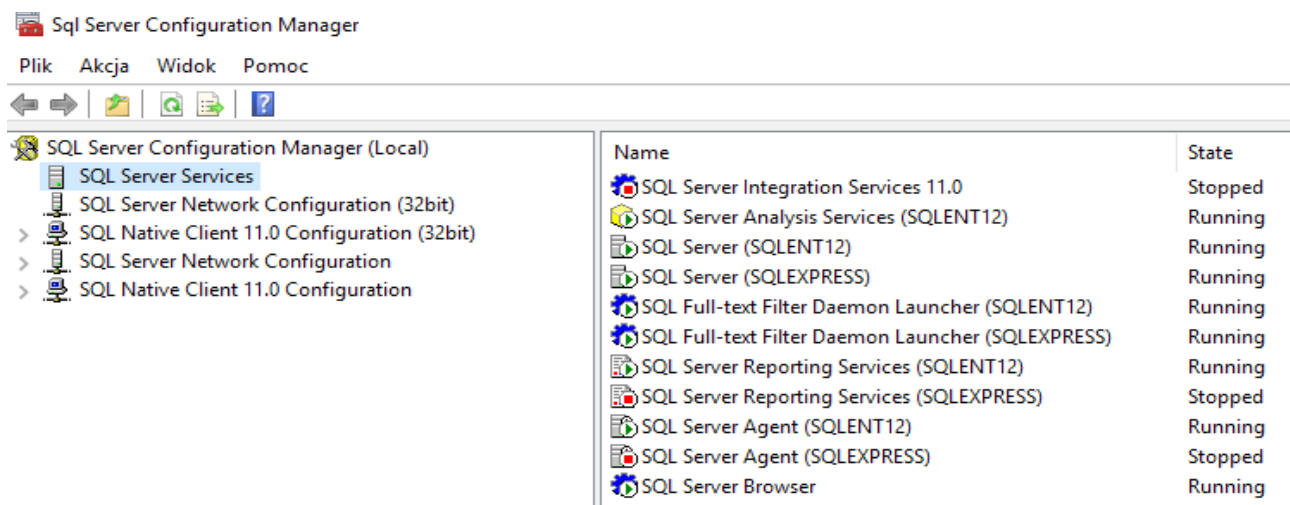 Sql Server Configuration Manager
Plik Akcja Widok Pomoc
SQL Server Configuration Manager (Local)
SQL Server Services
SQL Server Network Configuration (32bit)
SQL Native Client 11.0 Configuration (32bit)
SQL Server Network Configuration
SQL Native Client 11.0 Configuration
Name State
SQL Server Integration Services 11.0 Stopped
SQL Server Analysis Services (SQLENT12) Running
SQL Server (SQLENT12) Running
SQL Server (SQLEXPRESS) Running
SQL Full-text Filter Daemon Launcher (SQLENT12) Running
SQL Full-text Filter Daemon Launcher (SQLEXPRESS) Running
SQL Server Reporting Services (SQLENT12) Running
SQL Server Reporting Services (SQLEXPRESS) Stopped
SQL Server Agent (SQLENT12) Running
SQL Server Agent (SQLEXPRESS) Stopped
SQL Server Browser Running